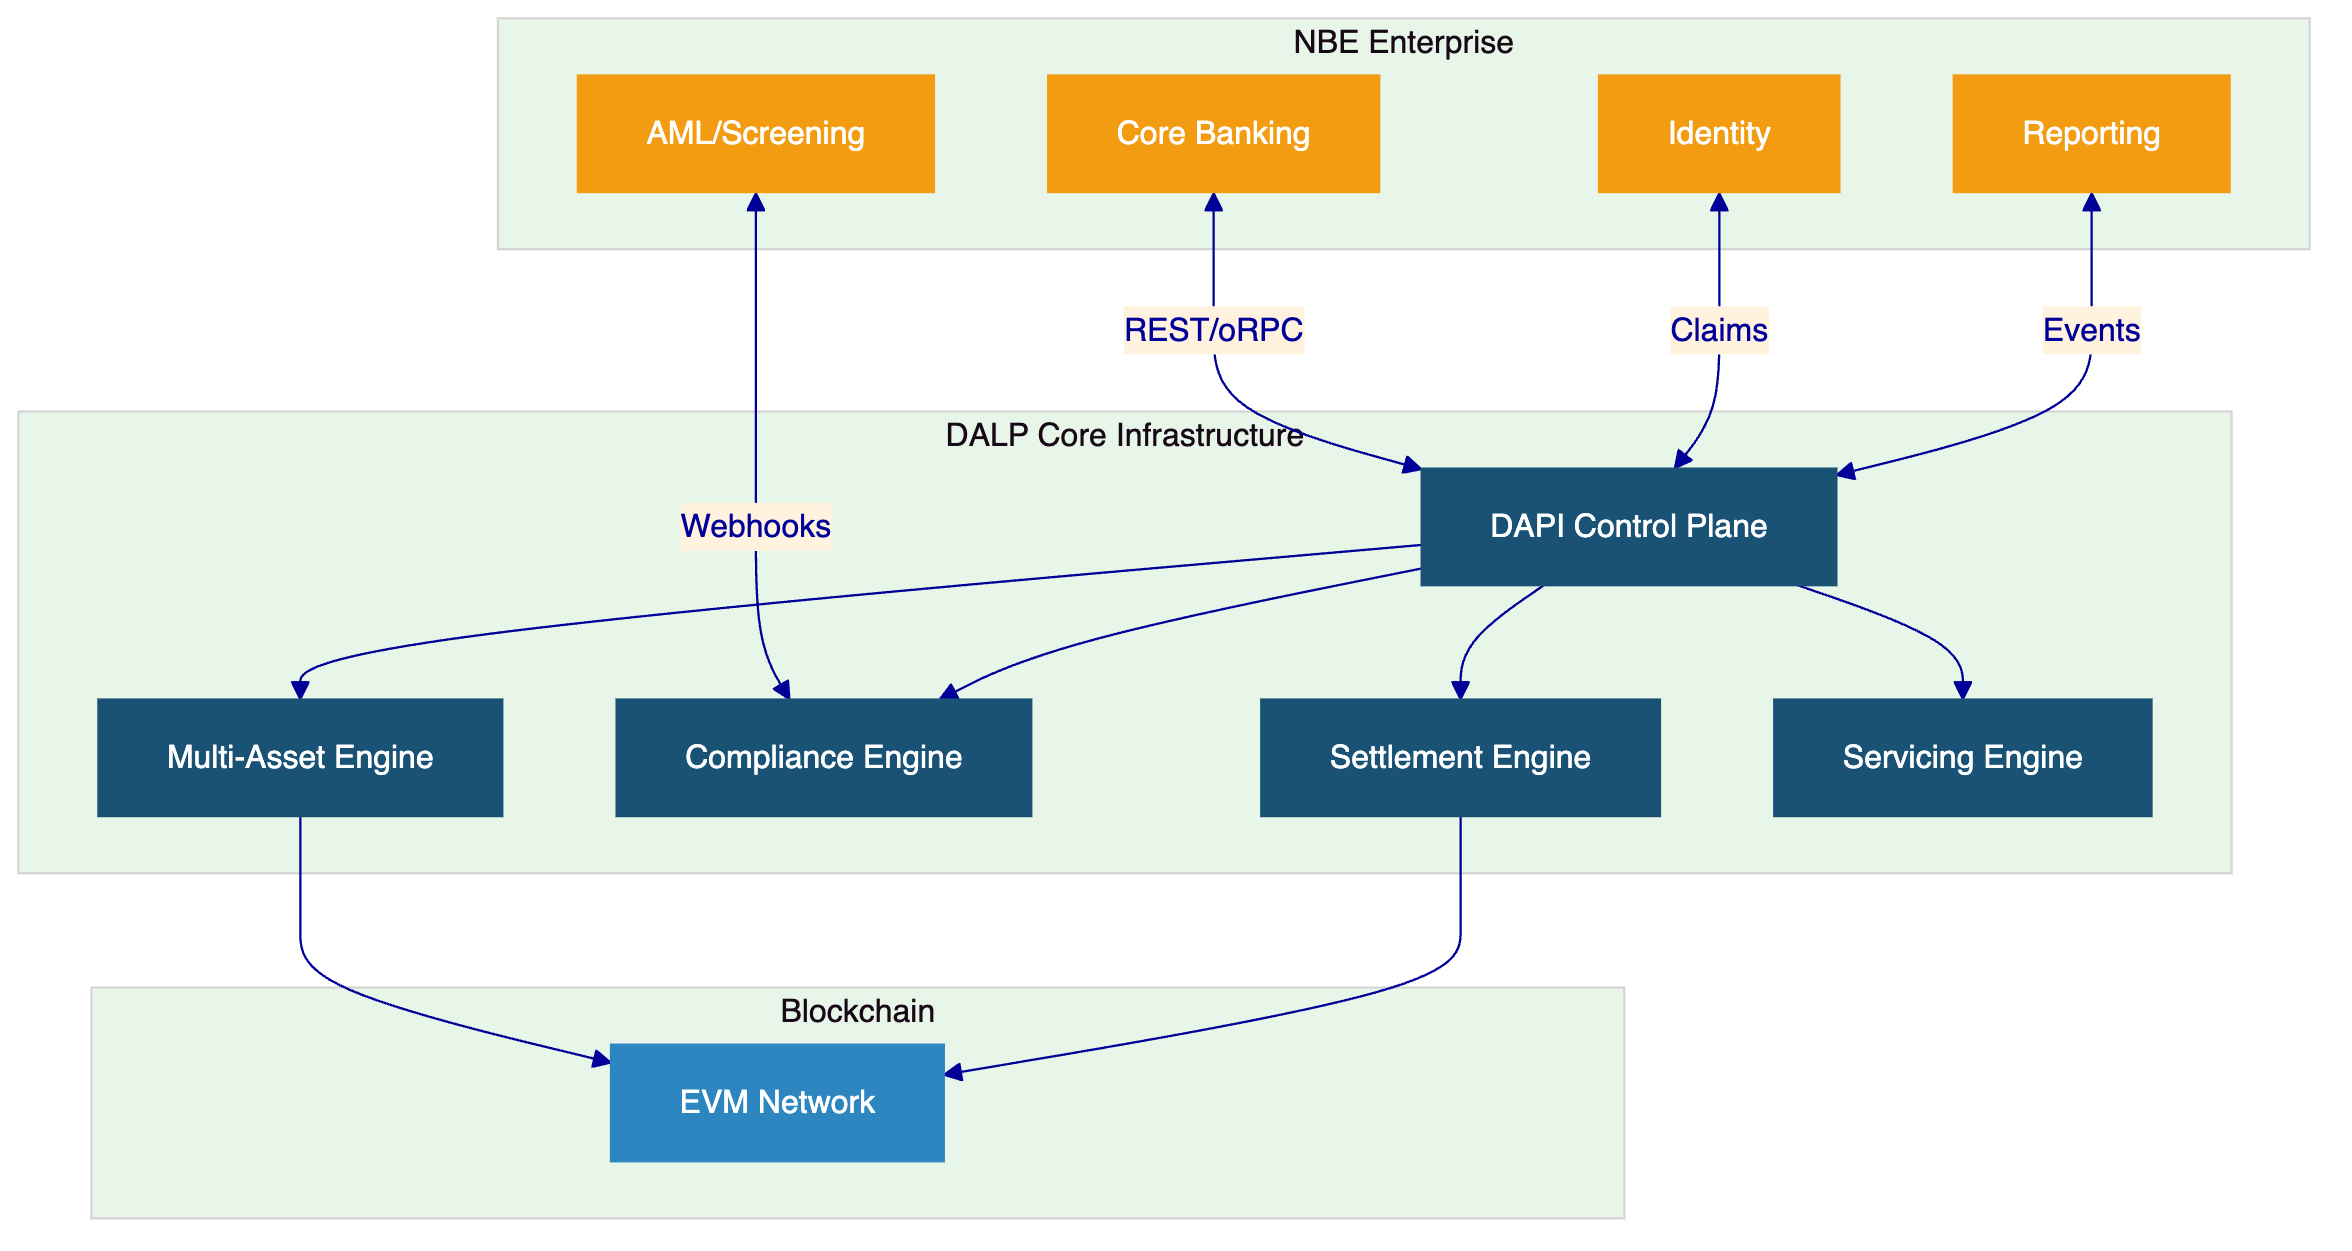 NBE Enterprise
AML/Screening
Core Banking
Identity
Reporting
REST/oRPC
Claims
Events
DALP Core Infrastructure
Webhooks
DAPI Control Plane
Multi-Asset Engine
Compliance Engine
Settlement Engine
Servicing Engine
Blockchain
EVM Network